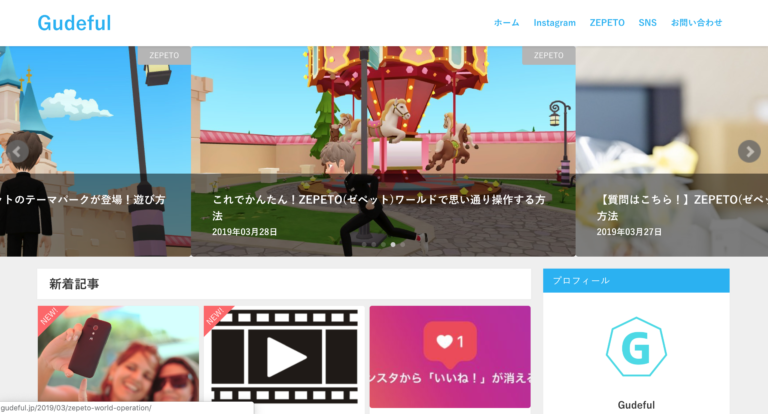 Gudeful
ホーム Instagram ZEPETO SNS お問い合わせ
ZEPETO
ZEPETO
ットのテーマパークが登場！遊び方
これでかんたん！ZEPETO(ゼペット)ワールドで思い通り操作する方
法
2019年03月28日
【質問はこちら！】ZEPETO(ゼペッ
方法
2019年03月27日
新着記事
プロフィール
NEW!
NEW!
1
ンスタから「いいね！」が消える
G
Gudeful
gudeful.jp/2019/03/zepeto-world-operation/